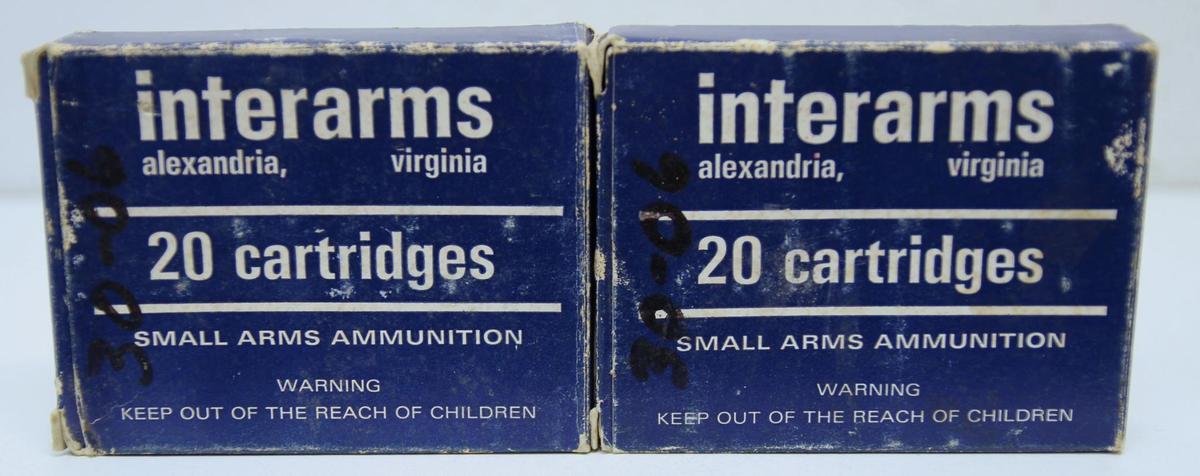 interarms
alexandria, virginia
20 cartridges
SMALL ARMS AMMUNITION
WARNING
KEEP OUT OF THE REACH OF CHILDREN
30-06
interarms
alexandria, virginia
20 cartridges
SMALL ARMS AMMUNITION
WARNING
KEEP OUT OF THE REACH OF CHILDREN
30-06